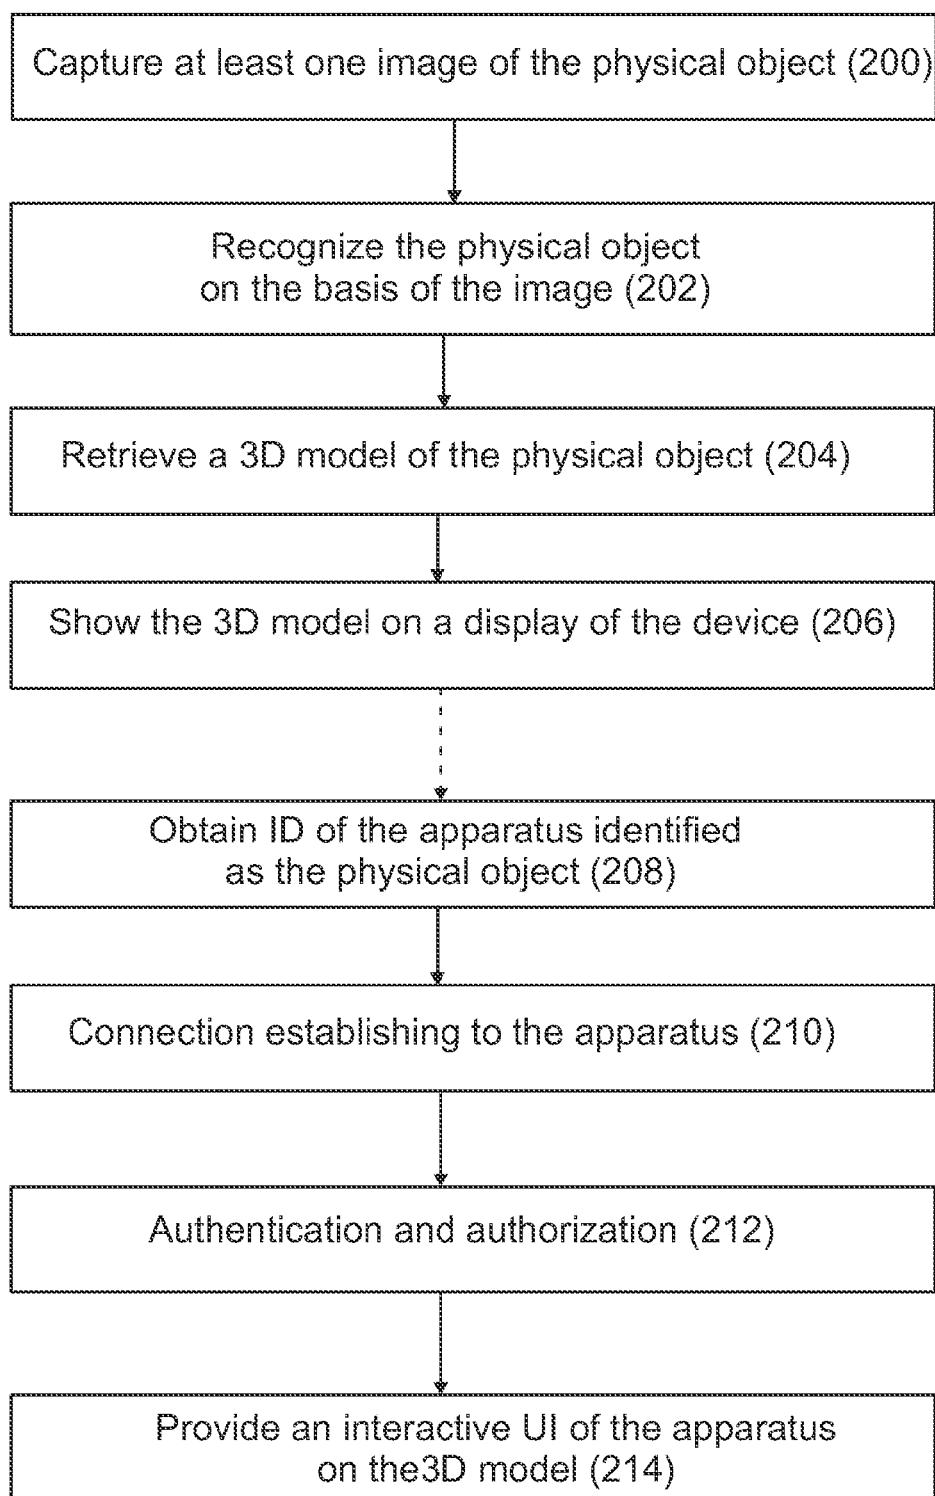 Capture at least one image of the physical object (200)
Recognize the physical object
on the basis of the image (202)
Retrieve a 3D model of the physical object (204)
Show the 3D model on a display of the device (206)
Obtain ID of the apparatus identified
as the physical object (208)
Connection establishing to the apparatus (210)
Authentication and authorization (212)
Provide an interactive UI of the apparatus
on the3D model (214)